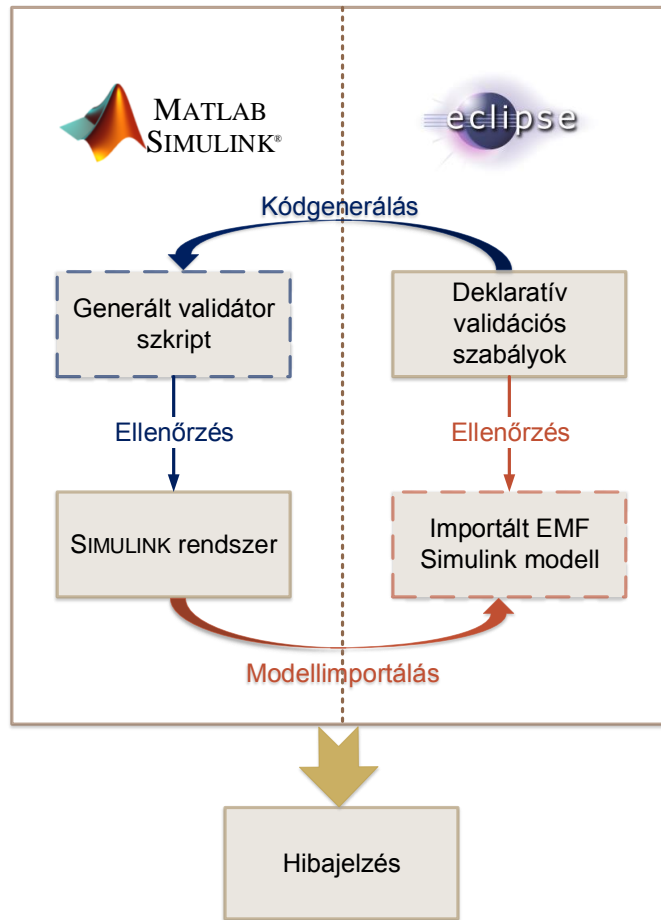 MATLAB
SIMULINK®
eclipse
Kódgenerálás
Generált validátor
szkript
Deklaratív
validációs
szabályok
Ellenőrzés
Ellenőrzés
SIMULINK rendszer
Importált EMF
Simulink modell
Modellimportálás
Hibajelzés